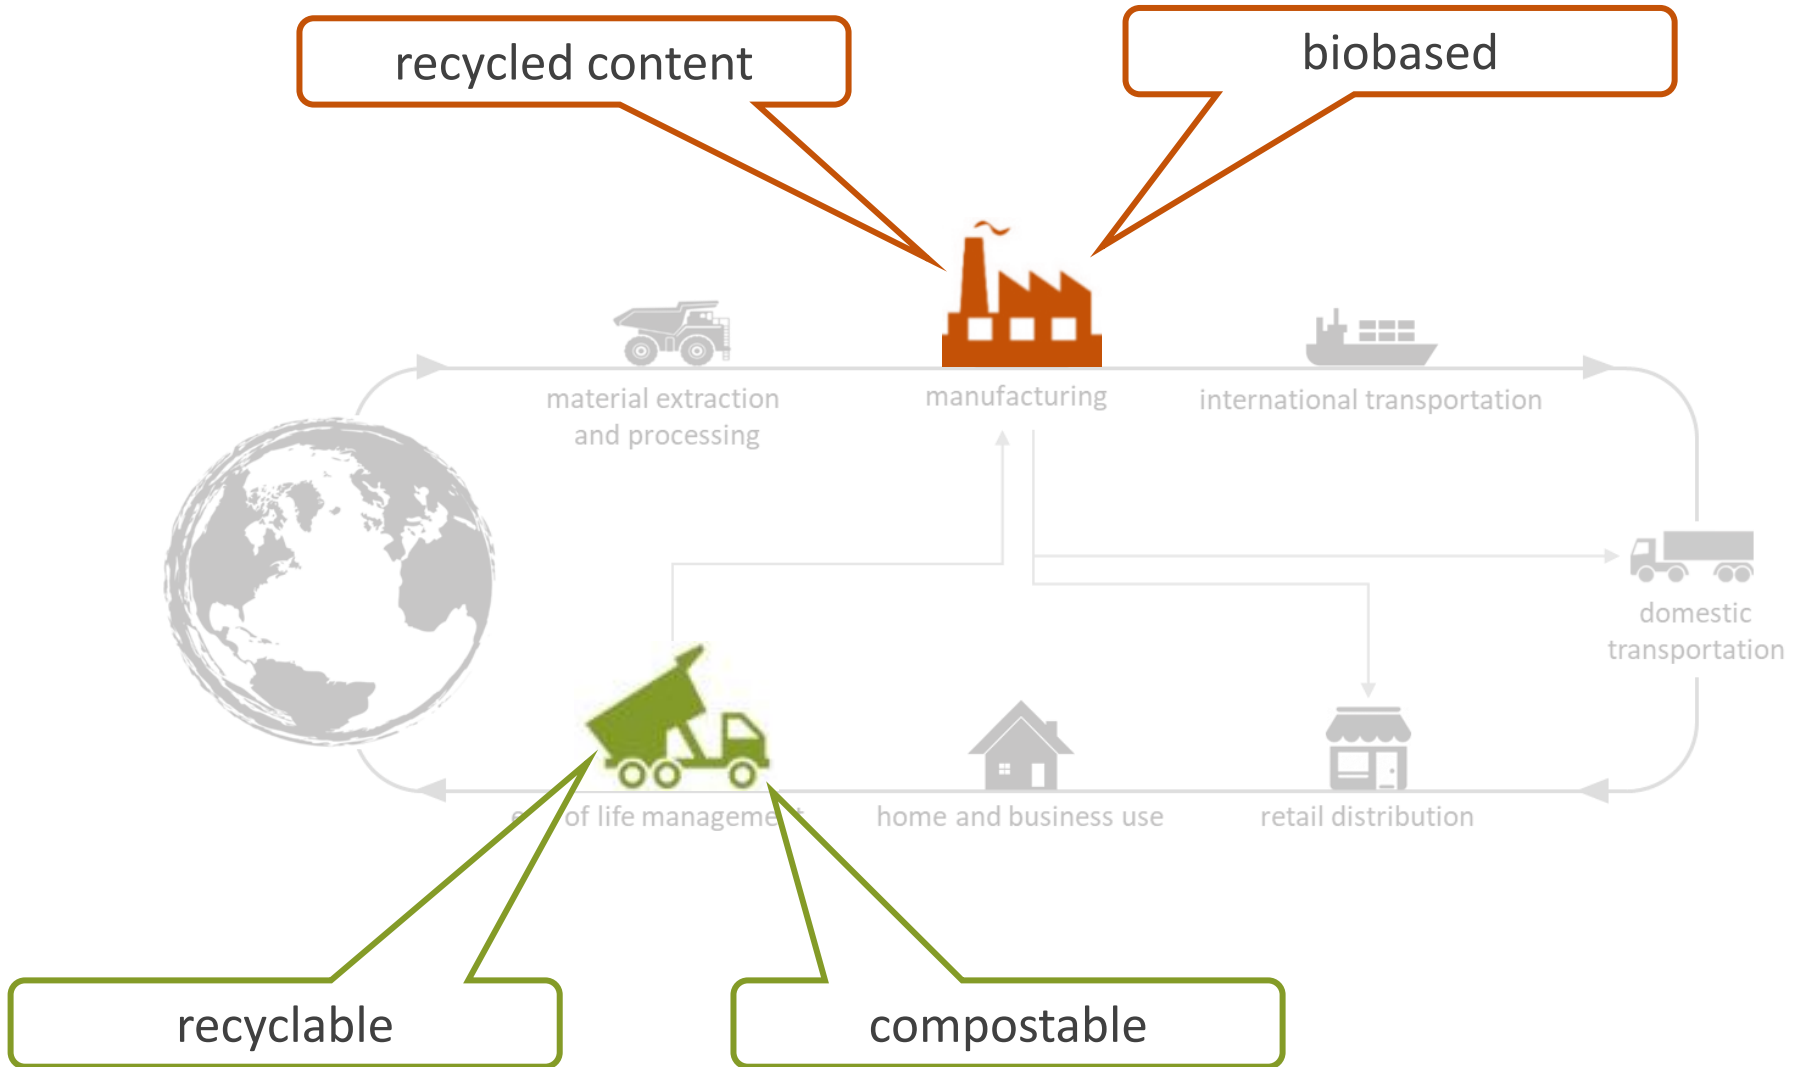 recycled content
biobased
material extraction
and processing
manufacturing
international transportation
domestic
transportation
of life management
home and business use
retail distribution
recyclable
compostable